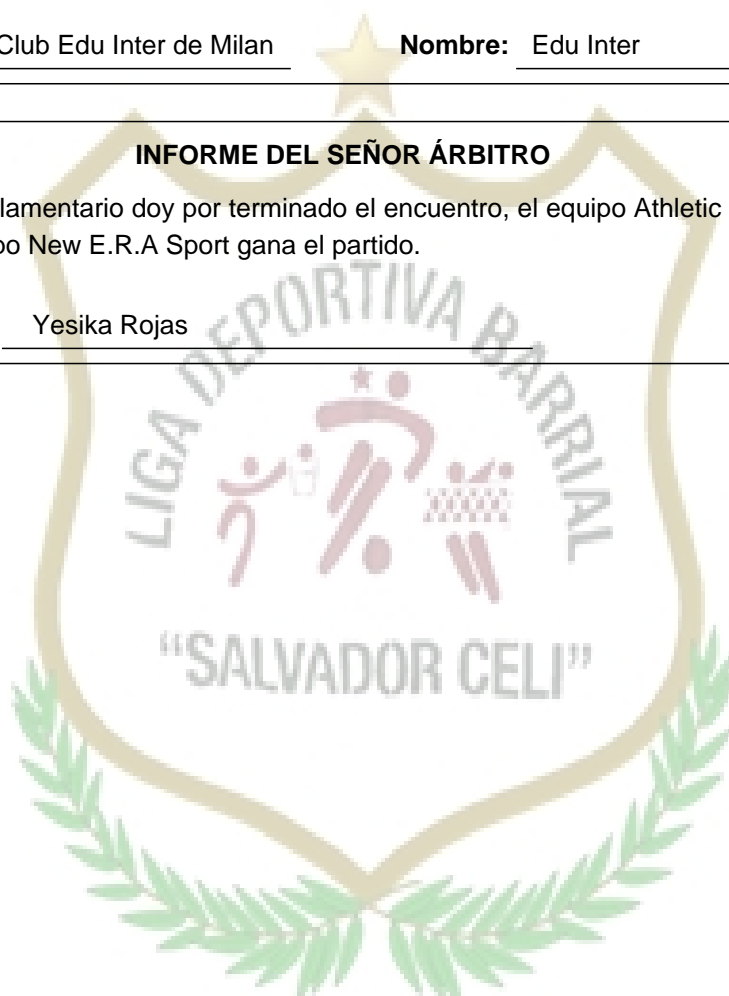 Club Edu Inter de Milan Nombre: Edu Inter
INFORME DEL SEÑOR ÁRBITRO
lamentario doy por terminado el encuentro, el equipo Athletic
oo New E.R.A Sport gana el partido.
Yesika Rojas
LIGA DEPORTIVA BARRIAL
“SALVADOR CELI”